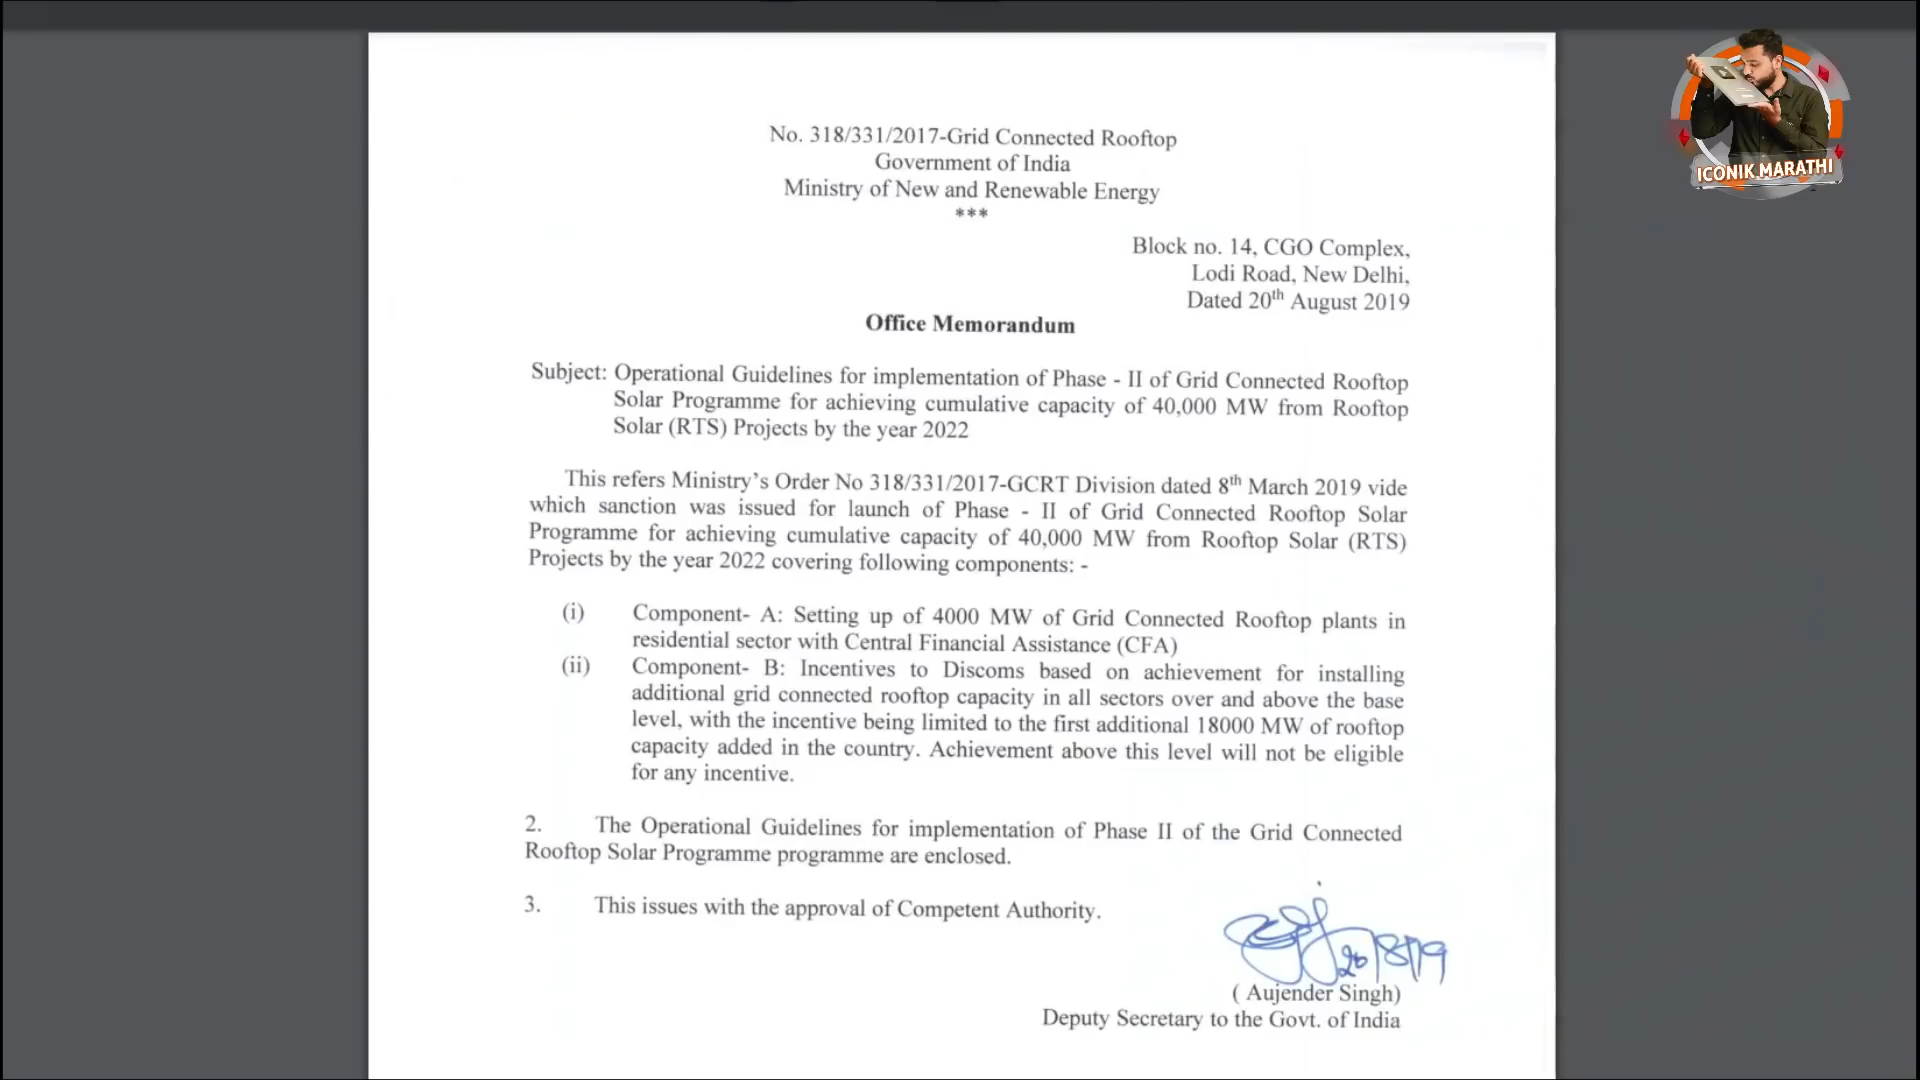 No. 318/331/2017-Grid Connected Rooftop
Government of India
Ministry of New and Renewable Energy
***
Block no. 14, CGO Complex,
Lodi Road, New Delhi,
Dated 20th August 2019
Office Memorandum
Subject: Operational Guidelines for implementation of Phase - II of Grid Connected Rooftop
Solar Programme for achieving cumulative capacity of 40,000 MW from Rooftop
Solar (RTS) Projects by the year 2022
This refers Ministry's Order No 318/331/2017-GCRT Division dated 8th March 2019 vide
which sanction was issued for launch of Phase - II of Grid Connected Rooftop Solar
Programme for achieving cumulative capacity of 40,000 MW from Rooftop Solar (RTS)
Projects by the year 2022 covering following components: -
(i) Component- A: Setting up of 4000 MW of Grid Connected Rooftop plants in
residential sector with Central Financial Assistance (CFA)
(ii) Component- B: Incentives to Discoms based on achievement for installing
additional grid connected rooftop capacity in all sectors over and above the base
level, with the incentive being limited to the first additional 18000 MW of rooftop
capacity added in the country. Achievement above this level will not be eligible
for any incentive.
2. The Operational Guidelines for implementation of Phase II of the Grid Connected
Rooftop Solar Programme programme are enclosed.
3. This issues with the approval of Competent Authority.
20/8/19
( Aujender Singh)
Deputy Secretary to the Govt. of India
ICONIK MARATHI